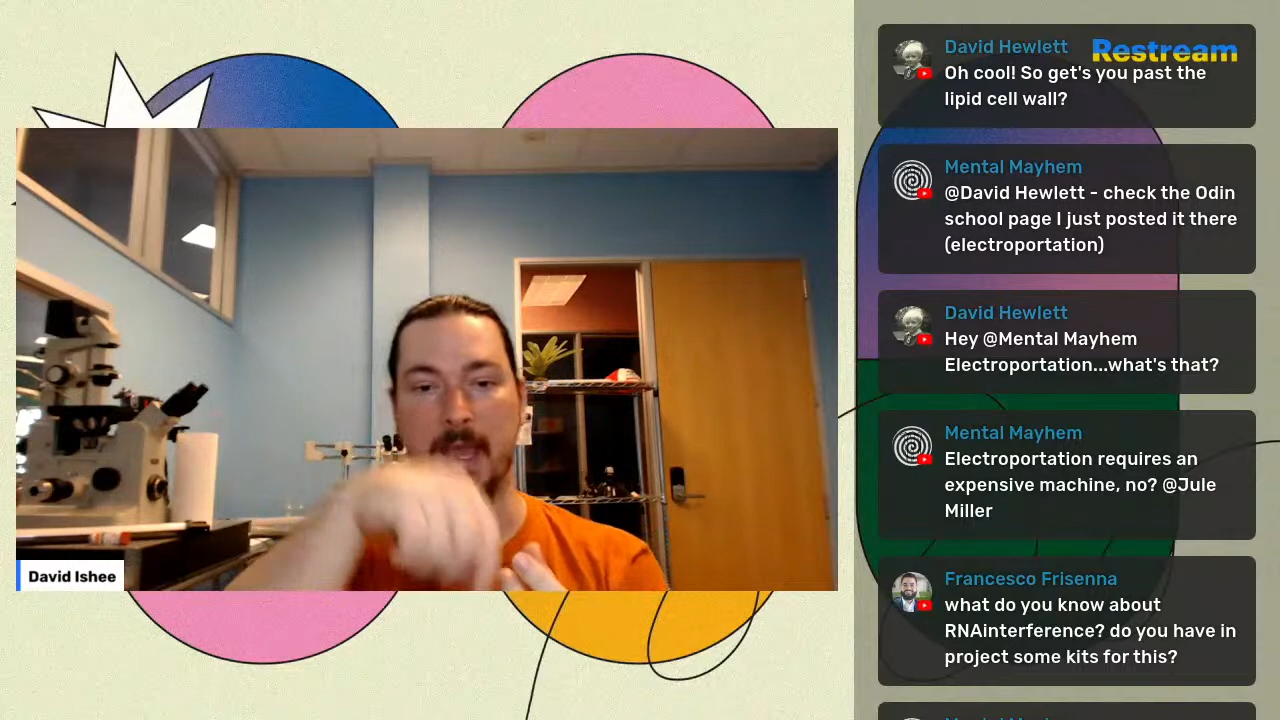 David Hewlett
Restream
Oh cool! So get's you past the
lipid cell wall?
Mental Mayhem
@David Hewlett - check the Odin
school page I just posted it there
(electroportation)
David Hewlett
Hey @Mental Mayhem
Electroportation...what's that?
Mental Mayhem
Electroportation requires an
expensive machine, no? @Jule
Miller
Francesco Frisenna
what do you know about
RNAinterference? do you have in
project some kits for this?
David Ishee